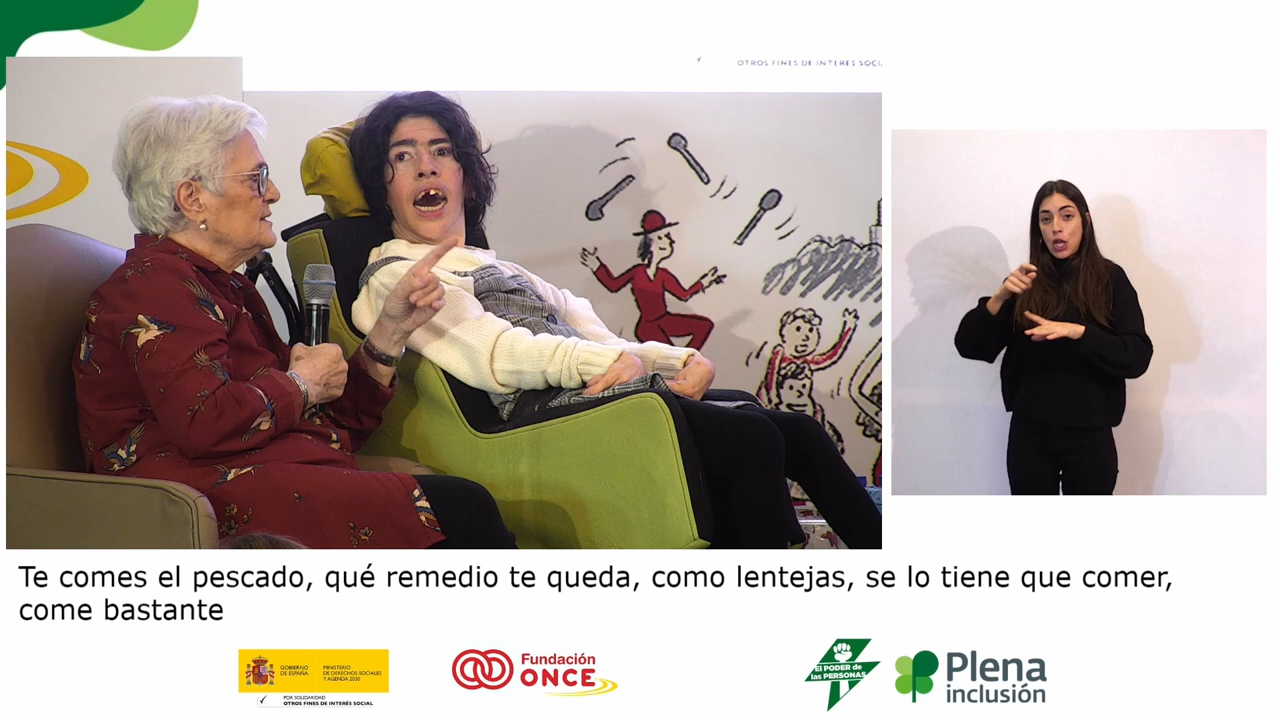 OTROS FINES DE INTERÉS SOCI
Te comes el pescado, qué remedio te queda, como lentejas, se lo tiene que comer,
come bastante
GOBIERNO
DE ESPAÑA
MINISTERIO
DE DERECHOS SOCIALES
Y AGENDA 2030
POR SOLIDARIDAD
OTROS FINES DE INTERÉS SOCIAL
Fundación
ONCE
El PODER de
las PERSONAS
Plena
inclusión